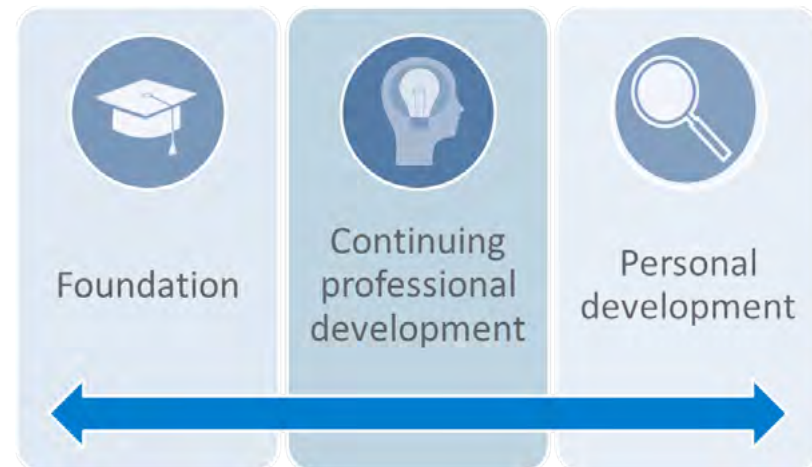 Foundation
Continuing
professional
development
Personal
development